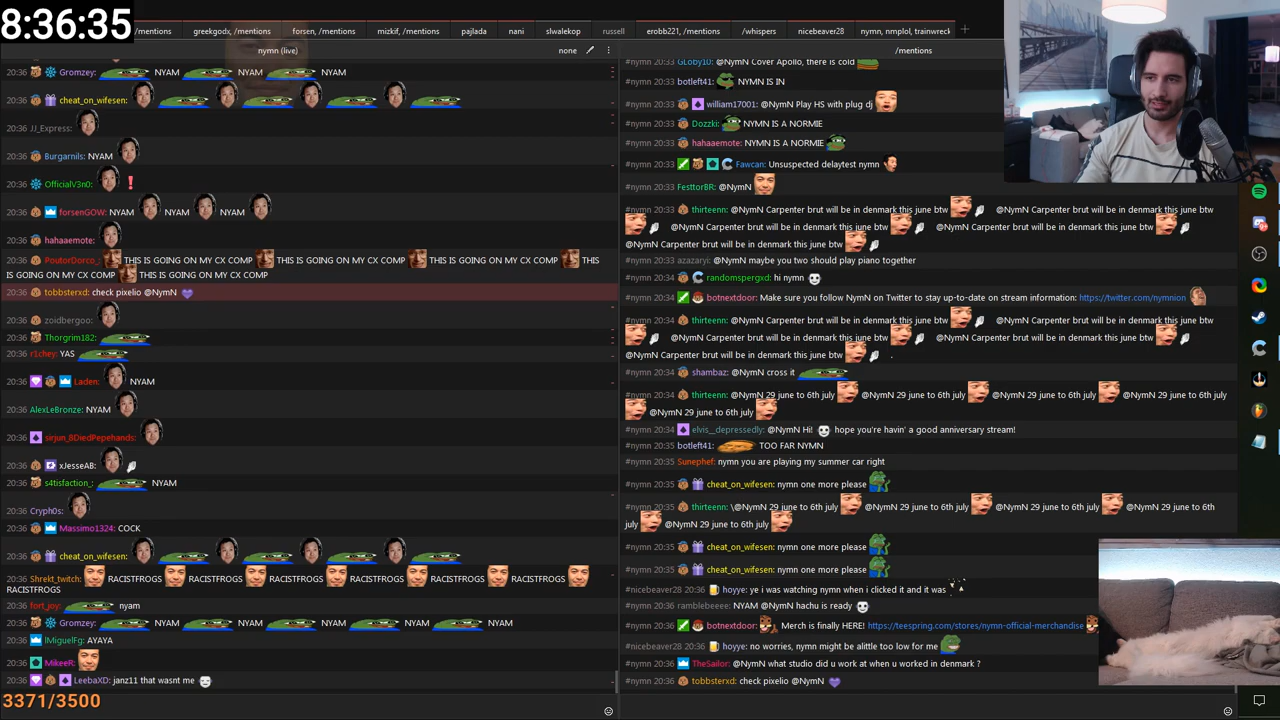 8:36:35
/mentions
greekgodx, /mentions
forsen, /mentions
mizkif, /mentions
pajlada
nani
slwalekop
russell
erobb221, /mentions
/whispers
nicebeaver28
nymn, nmplol, trainwreck
nymn (live)
none
20:36 Gromzey: NYAM NYAM NYAM
20:36 cheat_on_wifesen:
20:36 JJ_Express:
20:36 Burgarnils: NYAM
20:36 OfficialV3n0:
20:36 forsenGOW: NYAM NYAM NYAM
20:36 hahaaemote:
20:36 PoutorDorco_: THIS IS GOING ON MY CX COMP THIS IS GOING ON MY CX COMP THIS IS GOING ON MY CX COMP THIS
IS GOING ON MY CX COMP THIS IS GOING ON MY CX COMP
20:36 tobbsterxd: check pixelio @NymN
20:36 zoidbergoo:
20:36 Thorgrim182:
20:36 r1chey: YAS
20:36 Laden: NYAM
20:36 AlexLeBronze: NYAM
20:36 sirjun_8DiedPepehands:
20:36 xJesseAB:
20:36 s4tisfaction_: NYAM
20:36 Cryph0s:
20:36 Massimo1324: COCK
20:36 cheat_on_wifesen:
20:36 Shrekt_twitch: RACISTFROGS RACISTFROGS RACISTFROGS RACISTFROGS RACISTFROGS RACISTFROGS
RACISTFROGS
20:36 fort_joy: nyam
20:36 Gromzey: NYAM NYAM NYAM NYAM NYAM
20:36 lMiguelFg: AYAYA
20:36 MikeeR:
20:36 LeebaXD: janz11 that wasnt me
3371/3500
/mentions
#nymn 20:33 GLoby10: @NymN Cover Apollo, there is cold
#nymn 20:33 botleft41: NYMN IS IN
#nymn 20:33 william17001: @NymN Play HS with plug dj
#nymn 20:33 Dozzki: NYMN IS A NORMIE
#nymn 20:33 hahaaemote: NYMN IS A NORMIE
#nymn 20:33 Fawcan: Unsuspected delaytest nymn
#nymn 20:33 FesttorBR: @NymN
#nymn 20:33 thirteenn: @NymN Carpenter brut will be in denmark this june btw @NymN Carpenter brut will be in denmark this june btw
@NymN Carpenter brut will be in denmark this june btw @NymN Carpenter brut will be in denmark this june btw
@NymN Carpenter brut will be in denmark this june btw
#nymn 20:33 azazaryi: @NymN maybe you two should play piano together
#nymn 20:34 randomspergxd: hi nymn
#nymn 20:34 botnextdoor: Make sure you follow NymN on Twitter to stay up-to-date on stream information: https://twitter.com/nymnion
#nymn 20:34 thirteenn: @NymN Carpenter brut will be in denmark this june btw @NymN Carpenter brut will be in denmark this june btw
@NymN Carpenter brut will be in denmark this june btw @NymN Carpenter brut will be in denmark this june btw
@NymN Carpenter brut will be in denmark this june btw .
#nymn 20:34 shambaz: @NymN cross it
#nymn 20:34 thirteenn: @NymN 29 june to 6th july @NymN 29 june to 6th july @NymN 29 june to 6th july @NymN 29 june to 6th july
@NymN 29 june to 6th july
#nymn 20:34 elvis__depressedly: @NymN Hi! hope you're havin' a good anniversary stream!
#nymn 20:35 botleft41: TOO FAR NYMN
#nymn 20:35 Sunephef: nymn you are playing my summer car right
#nymn 20:35 cheat_on_wifesen: nymn one more please
#nymn 20:35 thirteenn: \@NymN 29 june to 6th july @NymN 29 june to 6th july @NymN 29 june to 6th july @NymN 29 june to 6th
july @NymN 29 june to 6th july
#nymn 20:35 cheat_on_wifesen: nymn one more please
#nymn 20:36 cheat_on_wifesen: nymn one more please
#nicebeaver28 20:36 hoyye: ye i was watching nymn when i clicked it and it was
#nymn 20:36 ramblebeeee: NYAM @NymN hachu is ready
#nymn 20:36 botnextdoor: Merch is finally HERE! https://teespring.com/stores/nymn-official-merchandise
#nicebeaver28 20:36 hoyye: no worries, nymn might be alittle too low for me
#nymn 20:36 TheSailor: @NymN what studio did u work at when u worked in denmark ?
#nymn 20:36 tobbsterxd: check pixelio @NymN